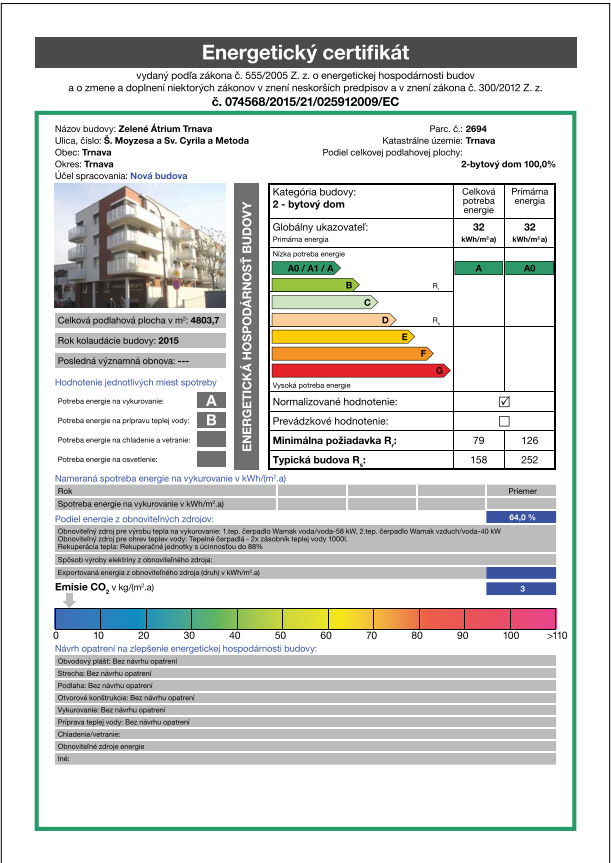 Energetický certifikát
vydaný podľa zákona č. 555/2005 Z. z. o energetickej hospodárnosti budov
a o zmene a doplnení niektorých zákonov v znení neskorších predpisov a v znení zákona č. 300/2012 Z. z.
č. 074568/2015/21/025912009/EC
Názov budovy: Zelené Átrium Trnava
Ulica, číslo: Š. Moyzesa a Sv. Cyrila a Metoda
Obec: Trnava
Okres: Trnava
Účel spracovania: Nová budova
Parc. č.: 2694
Katastrálne územie: Trnava
Podiel celkovej podlahovej plochy:
2-bytový dom 100,0%
Celková podlahová plocha v m²: 4803,7
Rok kolaudácie budovy: 2015
Posledná významná obnova: ---
Hodnotenie jednotlivých miest spotreby
Potreba energie na vykurovanie: A
Potreba energie na prípravu teplej vody: B
Potreba energie na chladenie a vetranie:
Potreba energie na osvetlenie:
ENERGETICKÁ HOSPODÁRNOSŤ BUDOVY
Kategória budovy:
2 - bytový dom
Celková potreba energie
Primárna energia
Globálny ukazovateľ:
Primárna energia
32 kWh/m²·a)
32 kWh/m²·a)
Nízka potreba energie
A0 / A1 / A
A
A0
B
Rr
C
D
Rs
E
F
G
Vysoká potreba energie
Normalizované hodnotenie: ☑
Prevádzkové hodnotenie: ☐
Minimálna požiadavka Rr: 79 126
Typická budova Rs: 158 252
Nameraná spotreba energie na vykurovanie v kWh/(m².a)
Rok Priemer
Spotreba energie na vykurovanie v kWh/m².a)
Podiel energie z obnoviteľných zdrojov: 64,0 %
Obnoviteľný zdroj pre výrobu tepla na vykurovanie: 1.tep. čerpadlo Wamak voda/voda-58 kW, 2.tep. čerpadlo Wamak vzduch/voda-40 kW
Obnoviteľný zdroj pre ohrev teplev vody: Tepelné čerpadlá - 2x zásobník teplej vody 1000l.
Rekuperácia tepla: Rekuperačné jednotky s úcinnosťou do 88%
Spôsob výroby elektriny z obnoviteľného zdroja:
Exportovaná energia z obnoviteľného zdroja (druh) v kWh/m².a)
Emisie CO₂ v kg/(m².a) 3
0 10 20 30 40 50 60 70 80 90 100 >110
Návrh opatrení na zlepšenie energetickej hospodárnosti budovy:
Obvodový plášť: Bez návrhu opatrení
Strecha: Bez návrhu opatrení
Podlaha: Bez návrhu opatrení
Otvorové konštrukcie: Bez návrhu opatrení
Vykurovanie: Bez návrhu opatrení
Príprava teplej vody: Bez návrhu opatrení
Chladenie/vetranie:
Obnoviteľné zdroje energie
Iné: